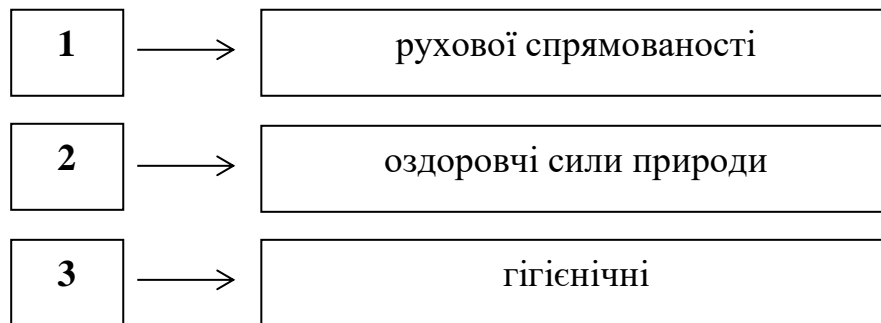 1 рухової спрямованості
2 оздоровчі сили природи
3 гігієнічні